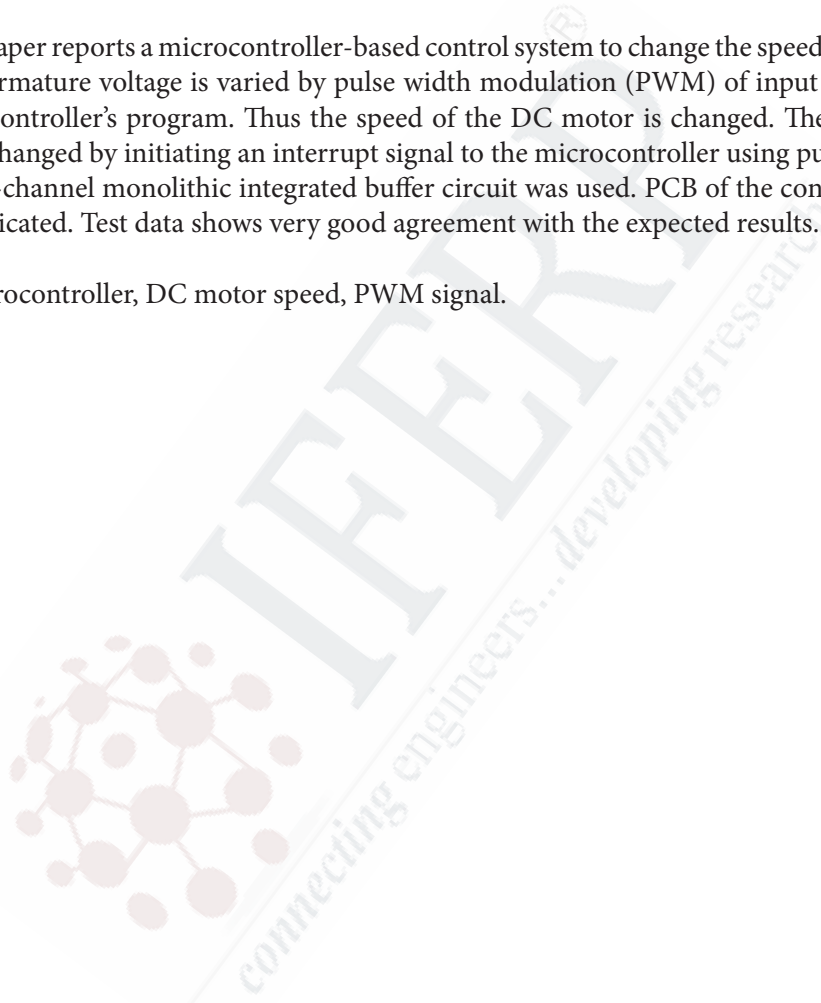 aper reports a microcontroller-based control system to change the speed
rmature voltage is varied by pulse width modulation (PWM) of input
ontroller's program. Thus the speed of the DC motor is changed. The
hanged by initiating an interrupt signal to the microcontroller using pu
-channel monolithic integrated buffer circuit was used. PCB of the con
icated. Test data shows very good agreement with the expected results.
rocontroller, DC motor speed, PWM signal.
IFERP®
connecting engineers...developing research